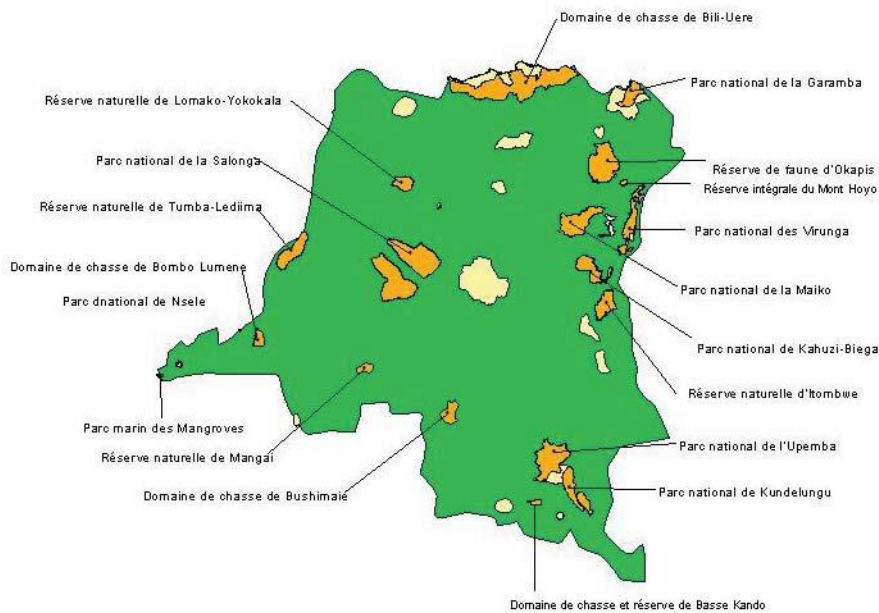 Domaine de chasse de Bili-Uere
Parc national de la Garamba
Réserve naturelle de Lomako-Yokokala
Parc national de la Salonga
Réserve de faune d'Okapis
Réserve intégrale du Mont Hoyo
Réserve naturelle de Tumba-Lediima
Parc national des Virunga
Domaine de chasse de Bombo Lumene
Parc national de la Maiko
Parc dnational de Nsele
Parc national de Kahuzi-Biega
Réserve naturelle d'Itombwe
Parc marin des Mangroves
Parc national de l'Upemba
Réserve naturelle de Mangai
Domaine de chasse de Bushimaié
Parc national de Kundelungu
Domaine de chasse et réserve de Basse Kando